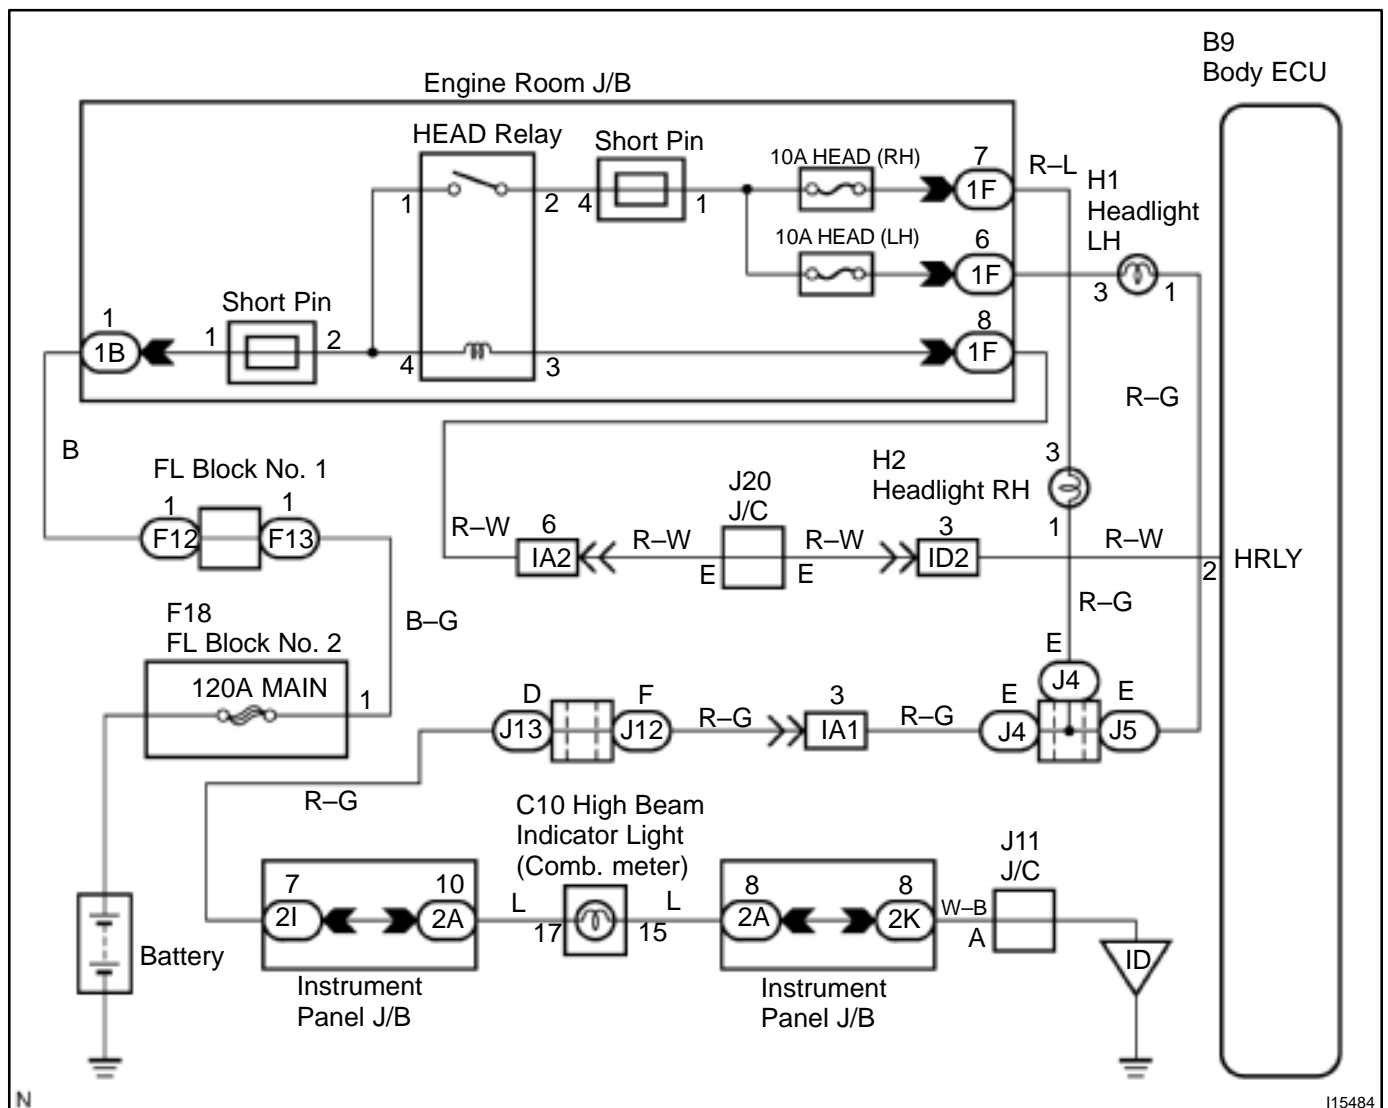 B9
Body ECU
Engine Room J/B
HEAD Relay
Short Pin
10A HEAD (RH)
7
R–L
H1
Headlight
LH
1
2
4
1
1F
10A HEAD (LH)
6
1F
3
1
Short Pin
1
1
2
8
1B
4
3
1F
R–G
B
FL Block No. 1
1
1
F12
F13
H2
Headlight RH
3
J20
J/C
R–W
6
R–W
R–W
3
1
R–W
IA2
E
E
ID2
2
HRLY
F18
FL Block No. 2
B–G
R–G
120A MAIN
1
D
F
3
E
J4
E
E
J13
J12
R–G
IA1
R–G
J4
J5
R–G
C10 High Beam
Indicator Light
(Comb. meter)
J11
J/C
7
10
L
L
8
8
W–B
2I
2A
17
15
2A
2K
A
Battery
ID
Instrument
Panel J/B
Instrument
Panel J/B
N
I15484